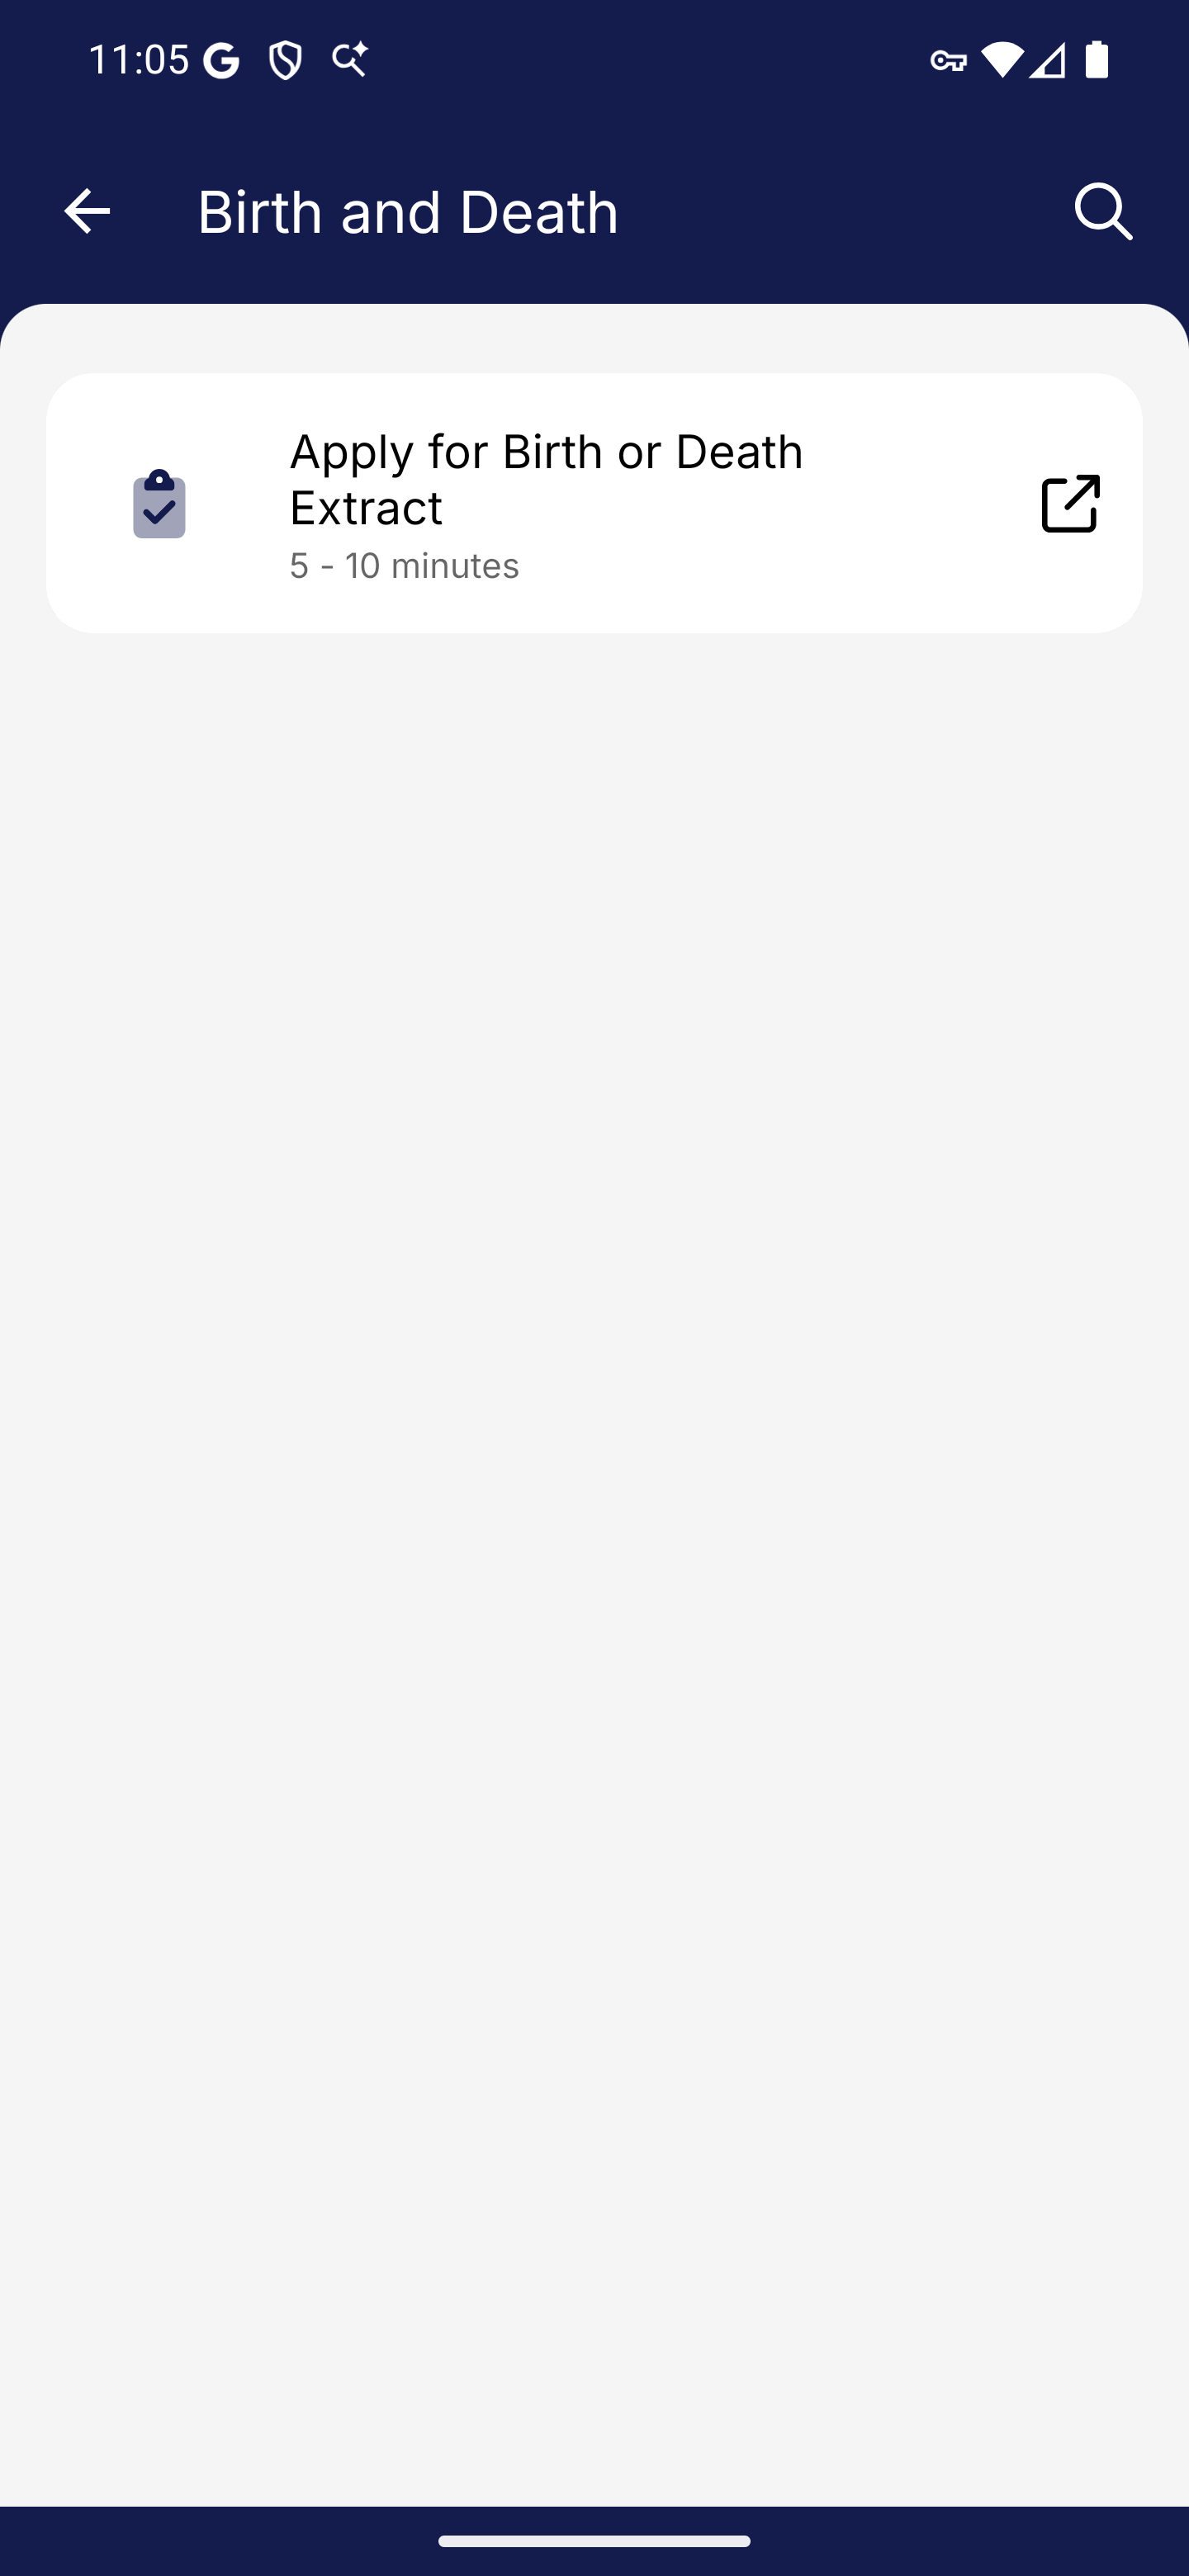 11:05
Birth and Death
Apply for Birth or Death
Extract
5 - 10 minutes